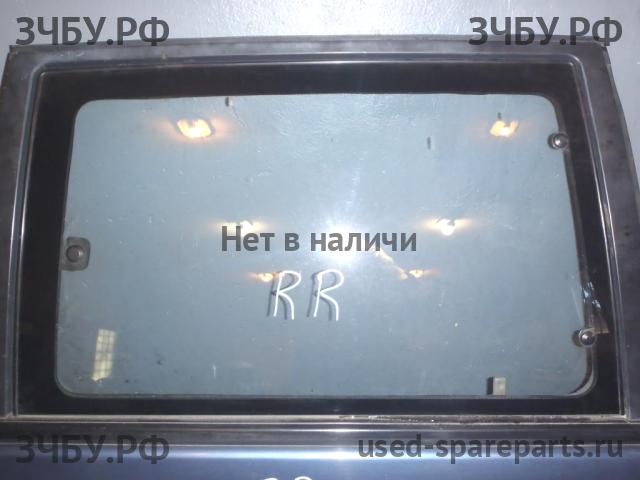 ЗЧБУ.РФ ЗЧБУ.РФ
Нет в наличи
RR
ЗЧБУ.РФ used-spareparts.ru